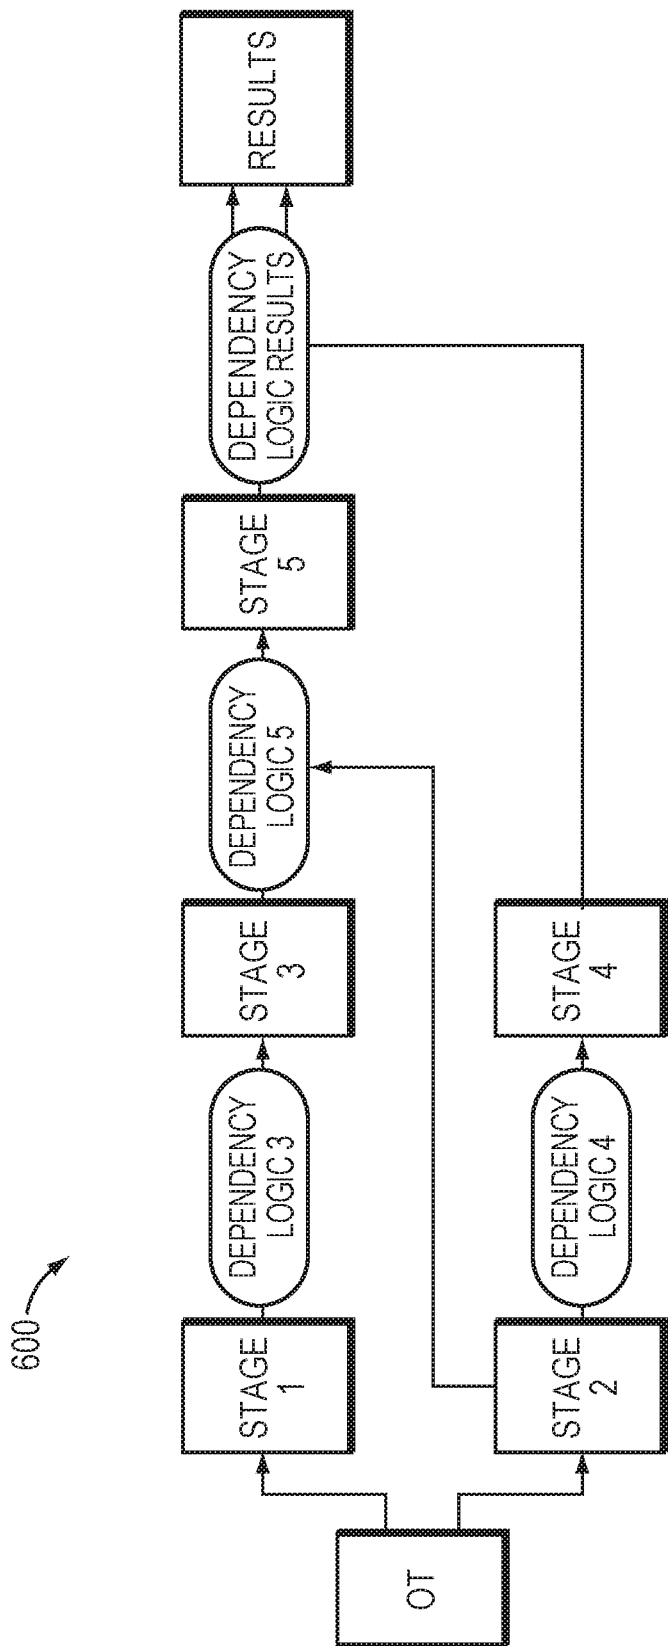 600
OT
STAGE
1
DEPENDENCY
LOGIC 3
STAGE
3
DEPENDENCY
LOGIC 5
STAGE
5
DEPENDENCY
LOGIC RESULTS
RESULTS
STAGE
2
DEPENDENCY
LOGIC 4
STAGE
4